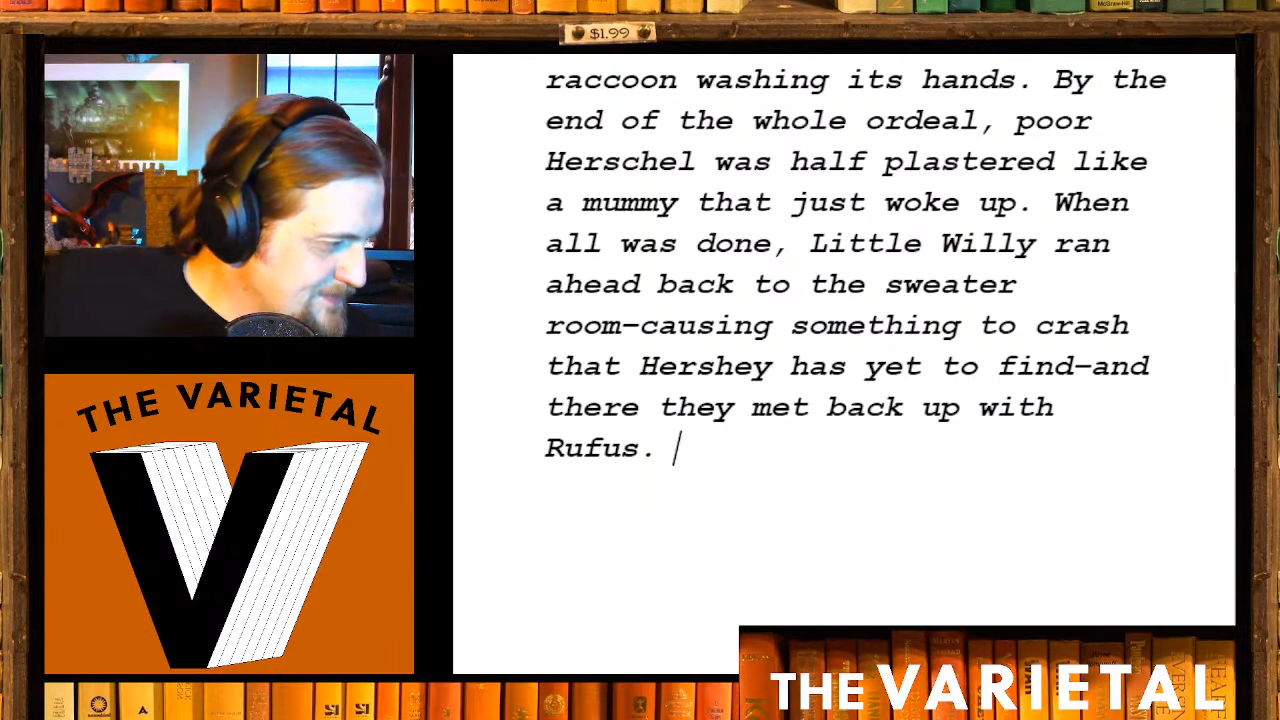 $1.99
raccoon washing its hands. By the
end of the whole ordeal, poor
Herschel was half plastered like
a mummy that just woke up. When
all was done, Little Willy ran
ahead back to the sweater
room—causing something to crash
that Hershey has yet to find—and
there they met back up with
Rufus.
THE VARIETAL
THE VARIETAL